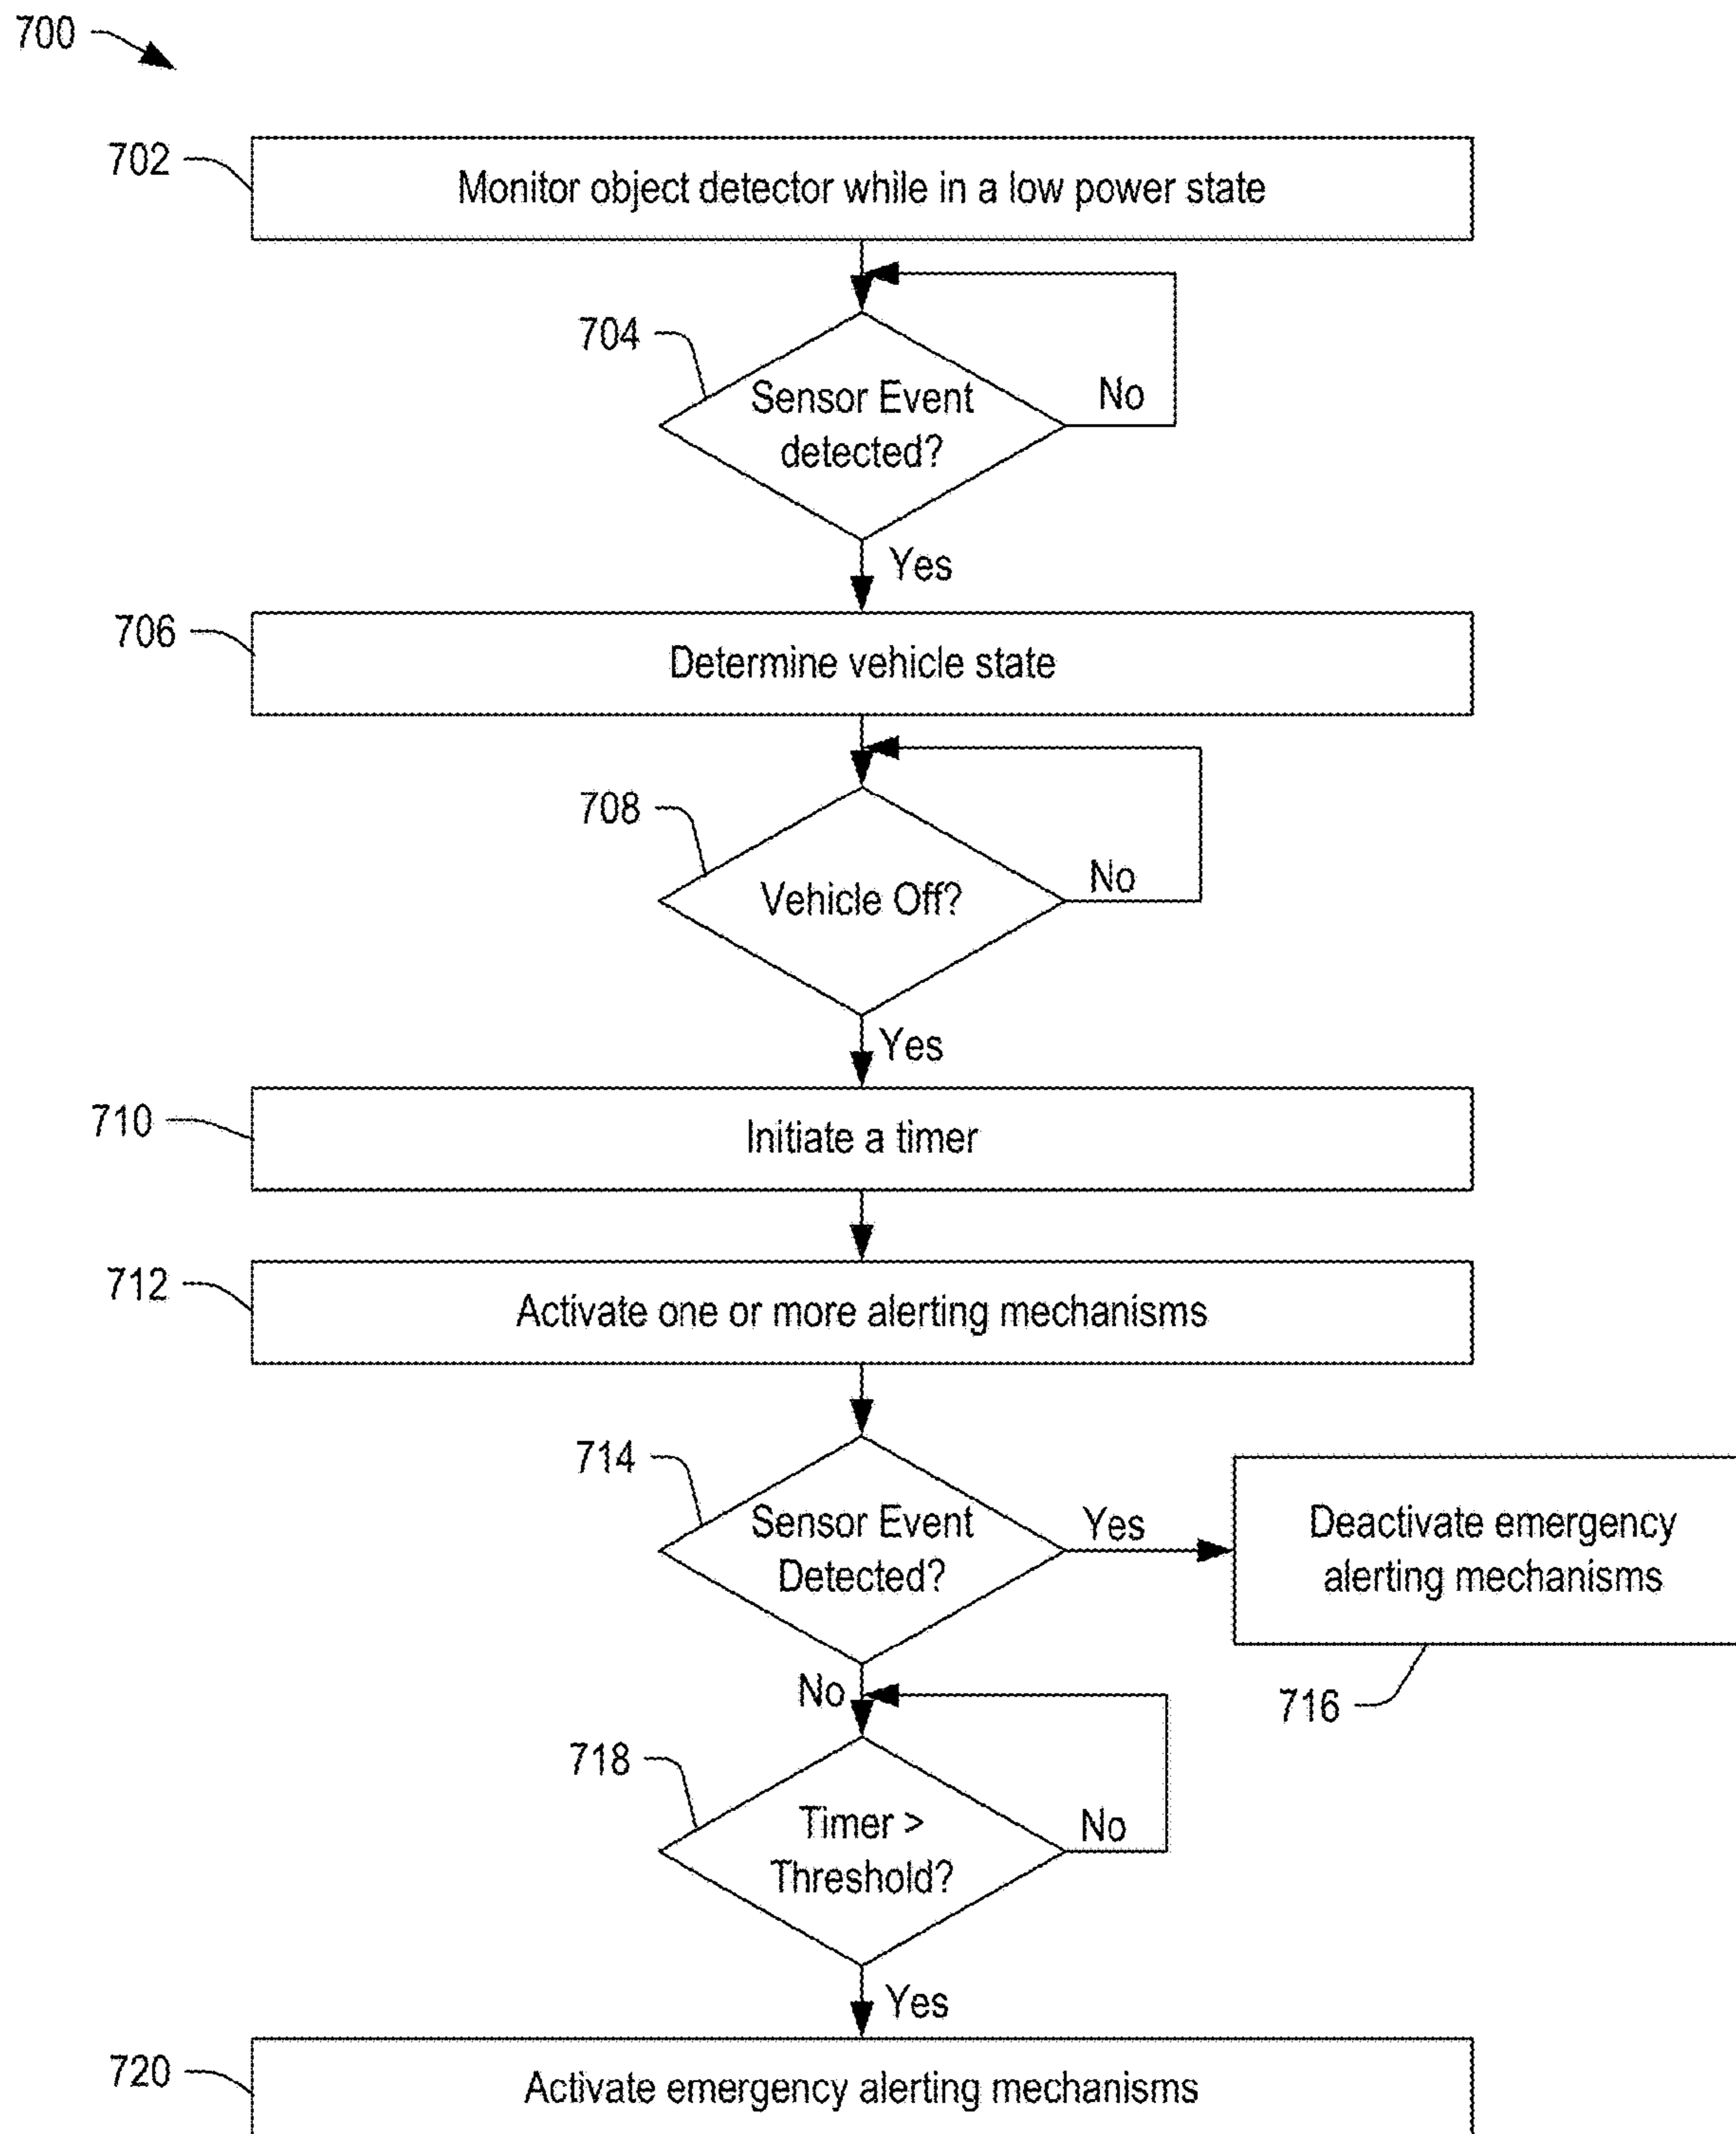 700
702
Monitor object detector while in a low power state
704
Sensor Event
detected?
No
Yes
706
Determine vehicle state
708
Vehicle Off?
No
Yes
710
Initiate a timer
712
Activate one or more alerting mechanisms
714
Sensor Event
Detected?
Yes
Deactivate emergency
alerting mechanisms
716
No
718
Timer >
Threshold?
No
Yes
720
Activate emergency alerting mechanisms